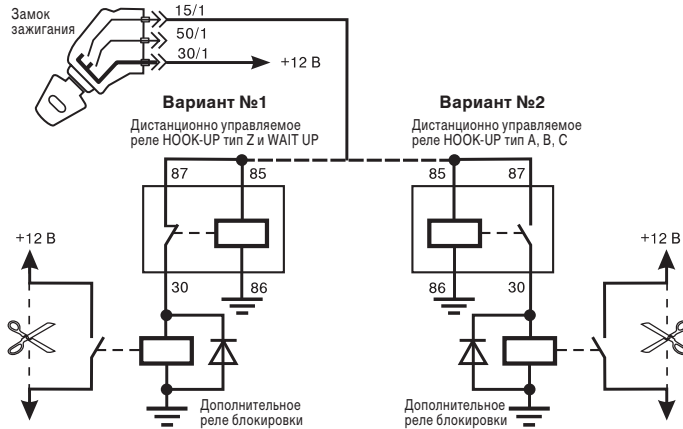 Замок
зажигания
15/1
50/1
30/1
+12 В
Вариант №1
Дистанционно управляемое
реле HOOK-UP тип Z и WAIT UP
Вариант №2
Дистанционно управляемое
реле HOOK-UP тип A, B, C
87
85
85
87
+12 В
30
86
86
30
+12 В
Дополнительное
реле блокировки
Дополнительное
реле блокировки